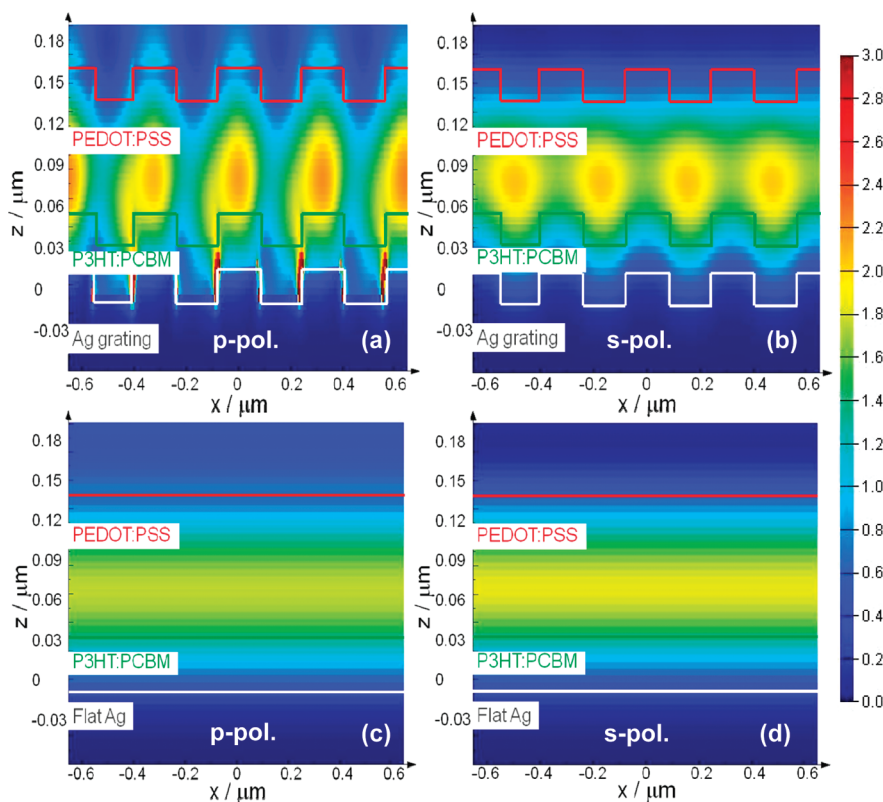 0.18
0.15
0.12
0.09
0.06
0.03
0
-0.03
z / μm
PEDOT:PSS
P3HT:PCBM
Ag grating
p-pol.
(a)
-0.6 -0.4 -0.2 0 0.2 0.4 0.6
x / μm
0.18
0.15
0.12
0.09
0.06
0.03
0
-0.03
z / μm
PEDOT:PSS
P3HT:PCBM
Ag grating
s-pol.
(b)
-0.6 -0.4 -0.2 0 0.2 0.4 0.6
x / μm
3.0
2.8
2.6
2.4
2.2
2.0
1.8
1.6
1.4
1.2
1.0
0.8
0.6
0.4
0.2
0.0
0.18
0.15
0.12
0.09
0.06
0.03
0
-0.03
z / μm
PEDOT:PSS
P3HT:PCBM
Flat Ag
p-pol.
(c)
-0.6 -0.4 -0.2 0 0.2 0.4 0.6
x / μm
0.18
0.15
0.12
0.09
0.06
0.03
0
-0.03
z / μm
PEDOT:PSS
P3HT:PCBM
Flat Ag
s-pol.
(d)
-0.6 -0.4 -0.2 0 0.2 0.4 0.6
x / μm